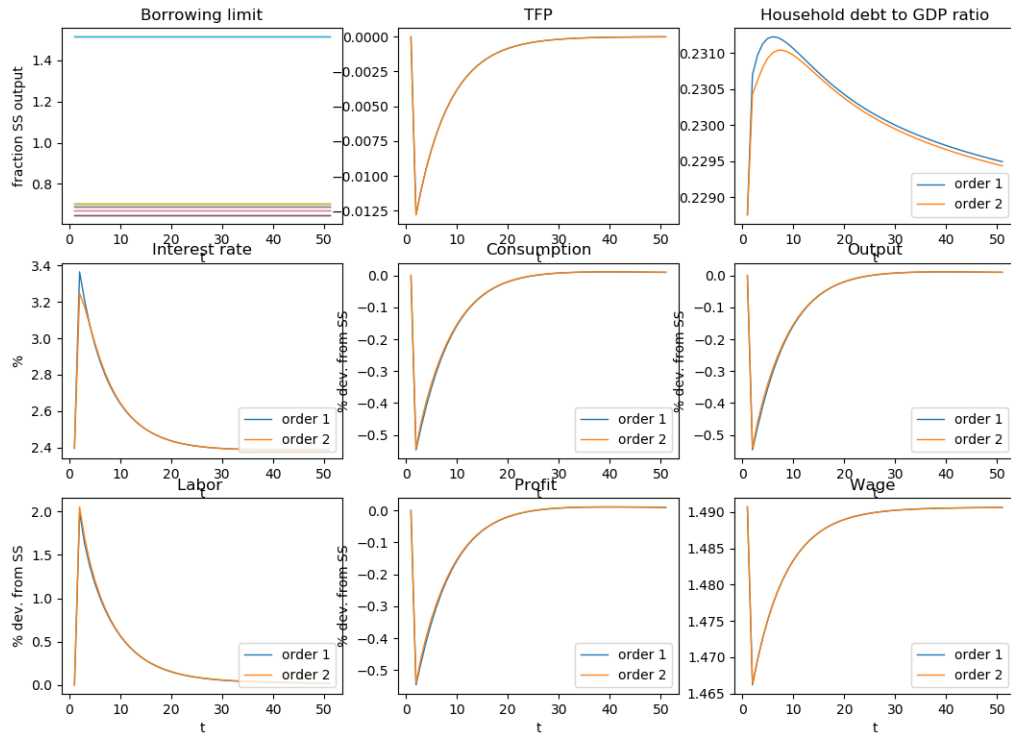 Borrowing limit
fraction SS output
1.4
1.2
1.0
0.8
0 10 20 30 40 50
t
TFP
0.0000
−0.0025
−0.0050
−0.0075
−0.0100
−0.0125
0 10 20 30 40 50
t
Household debt to GDP ratio
0.2310
0.2305
0.2300
0.2295
0.2290
order 1
order 2
0 10 20 30 40 50
t
Interest rate
%
3.4
3.2
3.0
2.8
2.6
2.4
order 1
order 2
0 10 20 30 40 50
t
Consumption
% dev. from SS
0.0
−0.1
−0.2
−0.3
−0.4
−0.5
order 1
order 2
0 10 20 30 40 50
t
Output
% dev. from SS
0.0
−0.1
−0.2
−0.3
−0.4
−0.5
order 1
order 2
0 10 20 30 40 50
t
Labor
% dev. from SS
2.0
1.5
1.0
0.5
0.0
order 1
order 2
0 10 20 30 40 50
t
Profit
% dev. from SS
0.0
−0.1
−0.2
−0.3
−0.4
−0.5
order 1
order 2
0 10 20 30 40 50
t
Wage
1.490
1.485
1.480
1.475
1.470
1.465
order 1
order 2
0 10 20 30 40 50
t